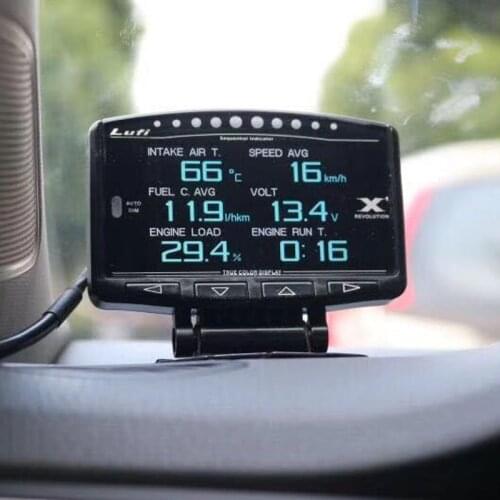 Lufi
Sequential Indicator
INTAKE AIR T. SPEED AVG
66 °C 16 km/h
FUEL C. AVG VOLT
11.9 l/hkm 13.4 V
ENGINE LOAD ENGINE RUN T.
29.4 % 0:16
AUTO
DIM
X
REVOLUTION
TRUE COLOR DISPLAY